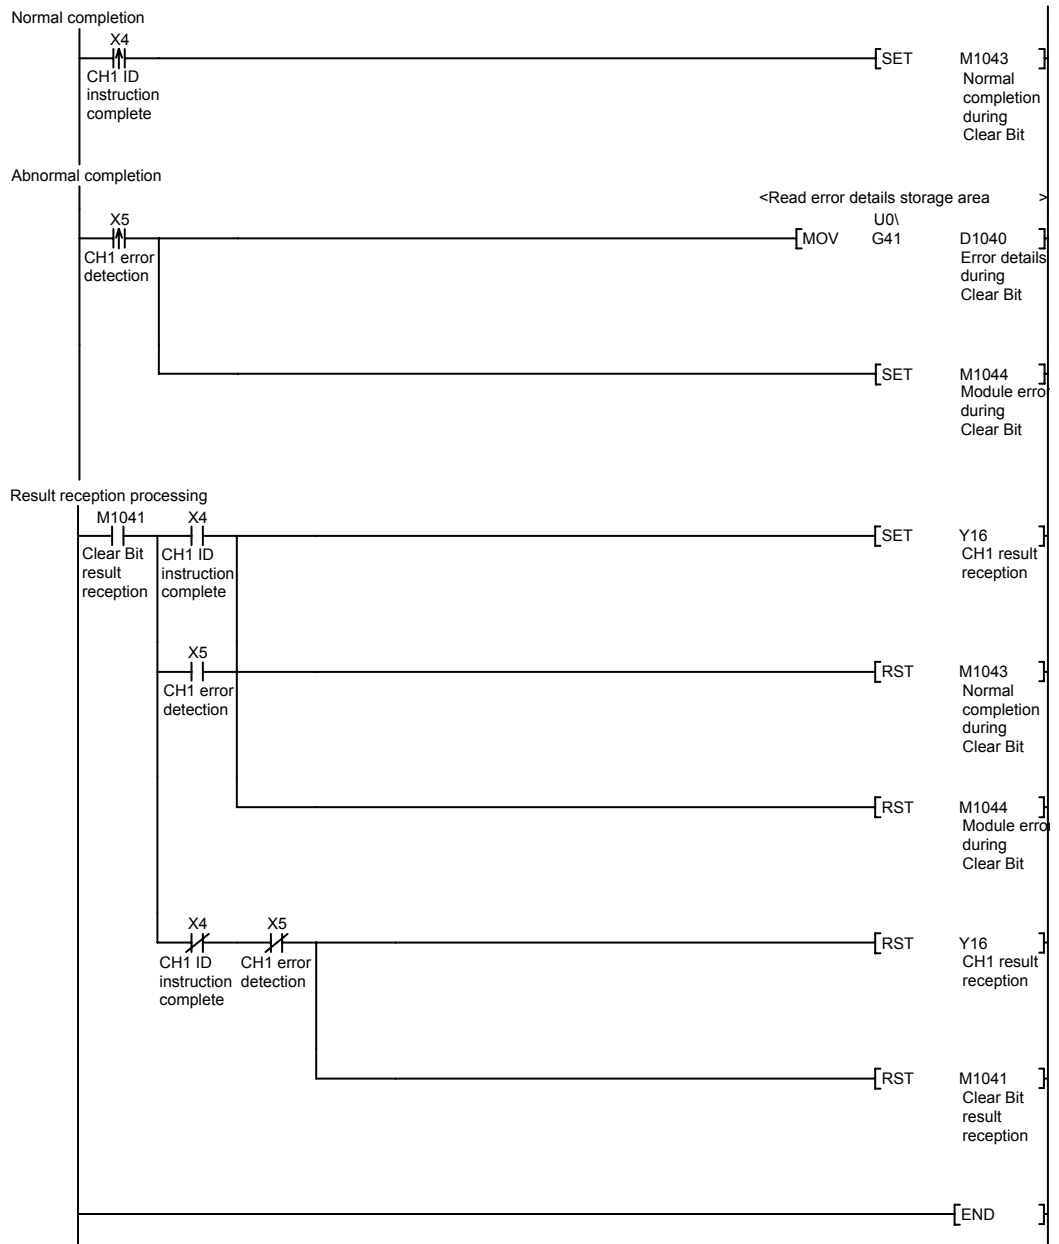 Normal completion
X4
SET M1043
CH1 ID
instruction
complete
Normal
completion
during
Clear Bit
Abnormal completion
<Read error details storage area >
X5
U0\
MOV G41 D1040
CH1 error
detection
Error details
during
Clear Bit
SET M1044
Module error
during
Clear Bit
Result reception processing
M1041 X4
SET Y16
Clear Bit
result
reception
CH1 ID
instruction
complete
CH1 result
reception
X5
RST M1043
CH1 error
detection
Normal
completion
during
Clear Bit
RST M1044
Module error
during
Clear Bit
X4 X5
RST Y16
CH1 ID
instruction
complete
CH1 error
detection
CH1 result
reception
RST M1041
Clear Bit
result
reception
END